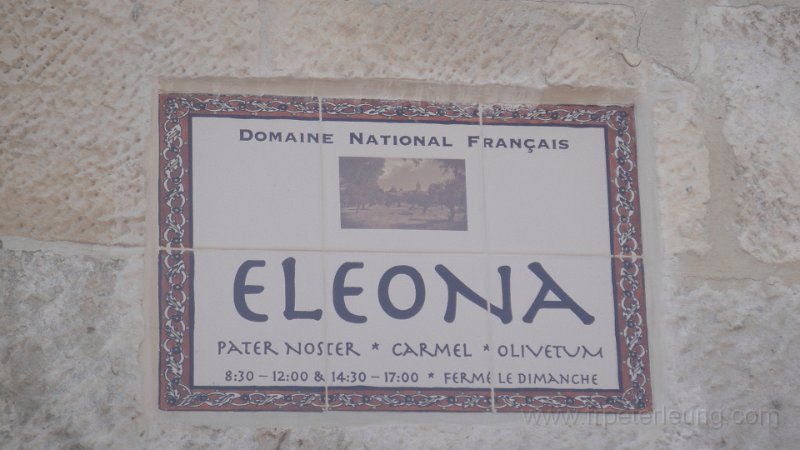 DOMAINE NATIONAL FRANÇAIS
ELEONA
PATER NOSTER * CARMEL * OLIVETUM
8:30 – 12:00 & 14:30 – 17:00 * FERMÉ LE DIMANCHE
www.frpeterleung.com